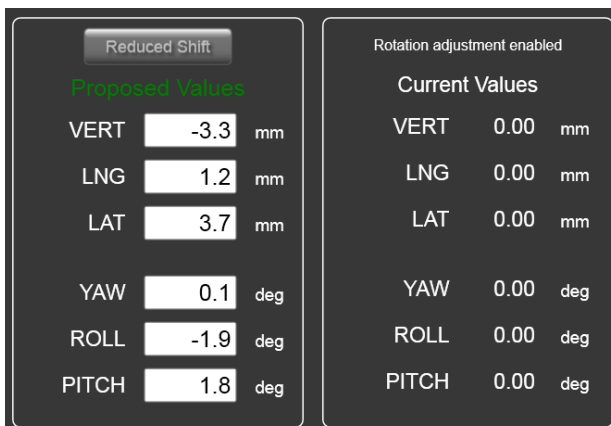 Reduced Shift
Proposed Values
VERT -3.3 mm
LNG 1.2 mm
LAT 3.7 mm
YAW 0.1 deg
ROLL -1.9 deg
PITCH 1.8 deg
Rotation adjustment enabled
Current Values
VERT 0.00 mm
LNG 0.00 mm
LAT 0.00 mm
YAW 0.00 deg
ROLL 0.00 deg
PITCH 0.00 deg